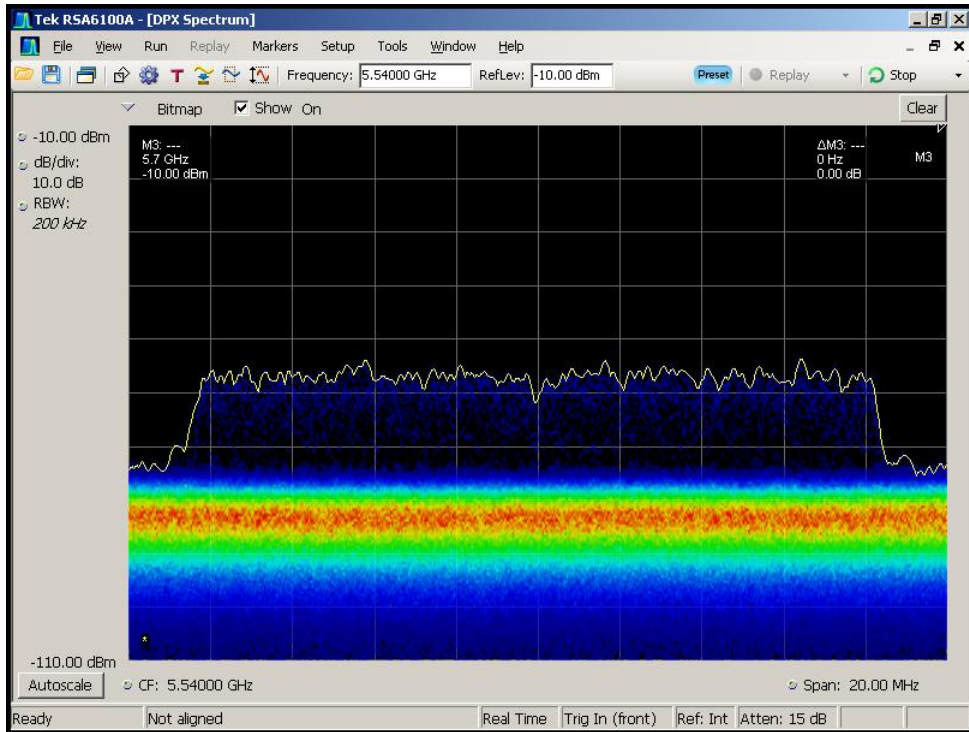 Tek RSA6100A - [DPX Spectrum]
File View Run Replay Markers Setup Tools Window Help
T Frequency: 5.54000 GHz RefLev: -10.00 dBm Preset Replay Stop
Bitmap Show On Clear
-10.00 dBm
dB/div:
10.0 dB
RBW:
200 kHz
M3: ---
5.7 GHz
-10.00 dBm
ΔM3: ---
0 Hz
0.00 dB
M3
-110.00 dBm
Autoscale CF: 5.54000 GHz Span: 20.00 MHz
Ready Not aligned Real Time Trig In (front) Ref: Int Atten: 15 dB